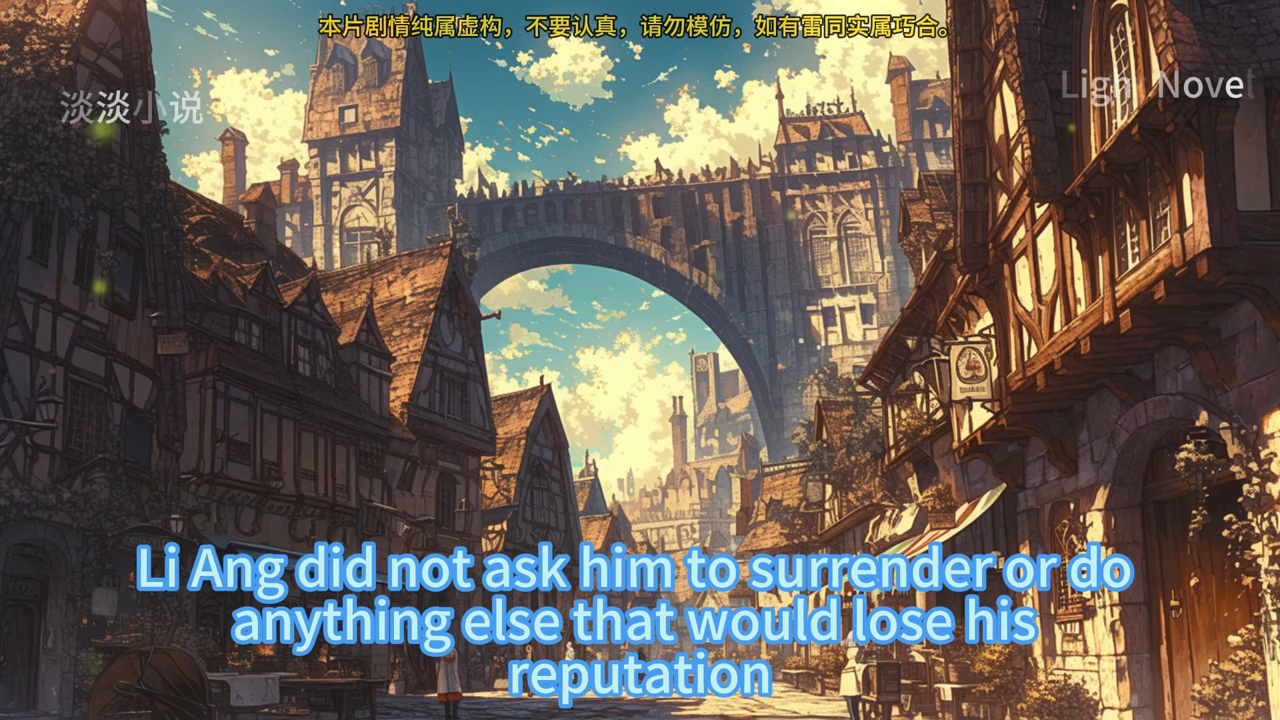 本片剧情纯属虚构，不要认真，请勿模仿，如有雷同实属巧合。
淡淡小说
Light Novel
Li Ang did not ask him to surrender or do
anything else that would lose his
reputation